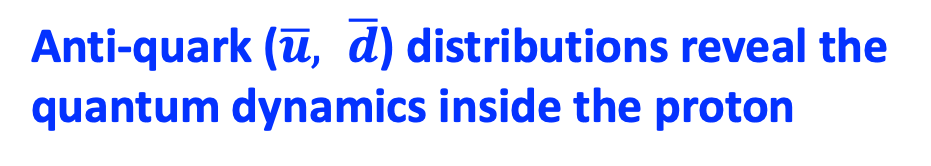 Anti-quark (u̅, d̅) distributions reveal the
quantum dynamics inside the proton